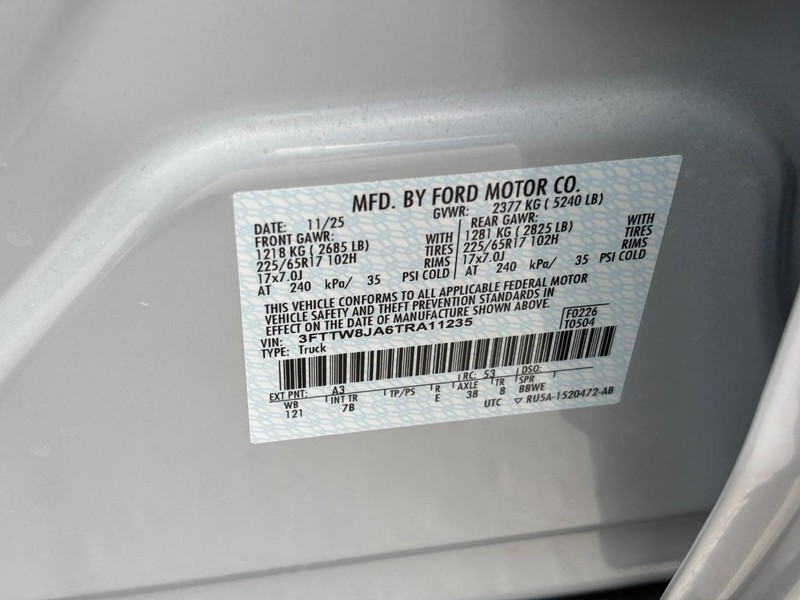 MFD. BY FORD MOTOR CO.
DATE: 11/25 GVWR: 2377 KG ( 5240 LB)
FRONT GAWR: REAR GAWR:
1218 KG ( 2685 LB) WITH 1281 KG ( 2825 LB) WITH
225/65R17 102H TIRES 225/65R17 102H TIRES
17x7.0J RIMS 17x7.0J RIMS
AT 240 kPa/ 35 PSI COLD AT 240 kPa/ 35 PSI COLD
THIS VEHICLE CONFORMS TO ALL APPLICABLE FEDERAL MOTOR
VEHICLE SAFETY AND THEFT PREVENTION STANDARDS IN
EFFECT ON THE DATE OF MANUFACTURE SHOWN ABOVE
VIN: 3FTTW8JA6TRA11235 F0226
TYPE: Truck T0504
EXT PNT: A3 RC: 53 DSO:
WB INT TR TP/PS R AXLE TR SPR
121 7B E 38 8 BBWE
UTC ▽ RU5A-1520472-AB